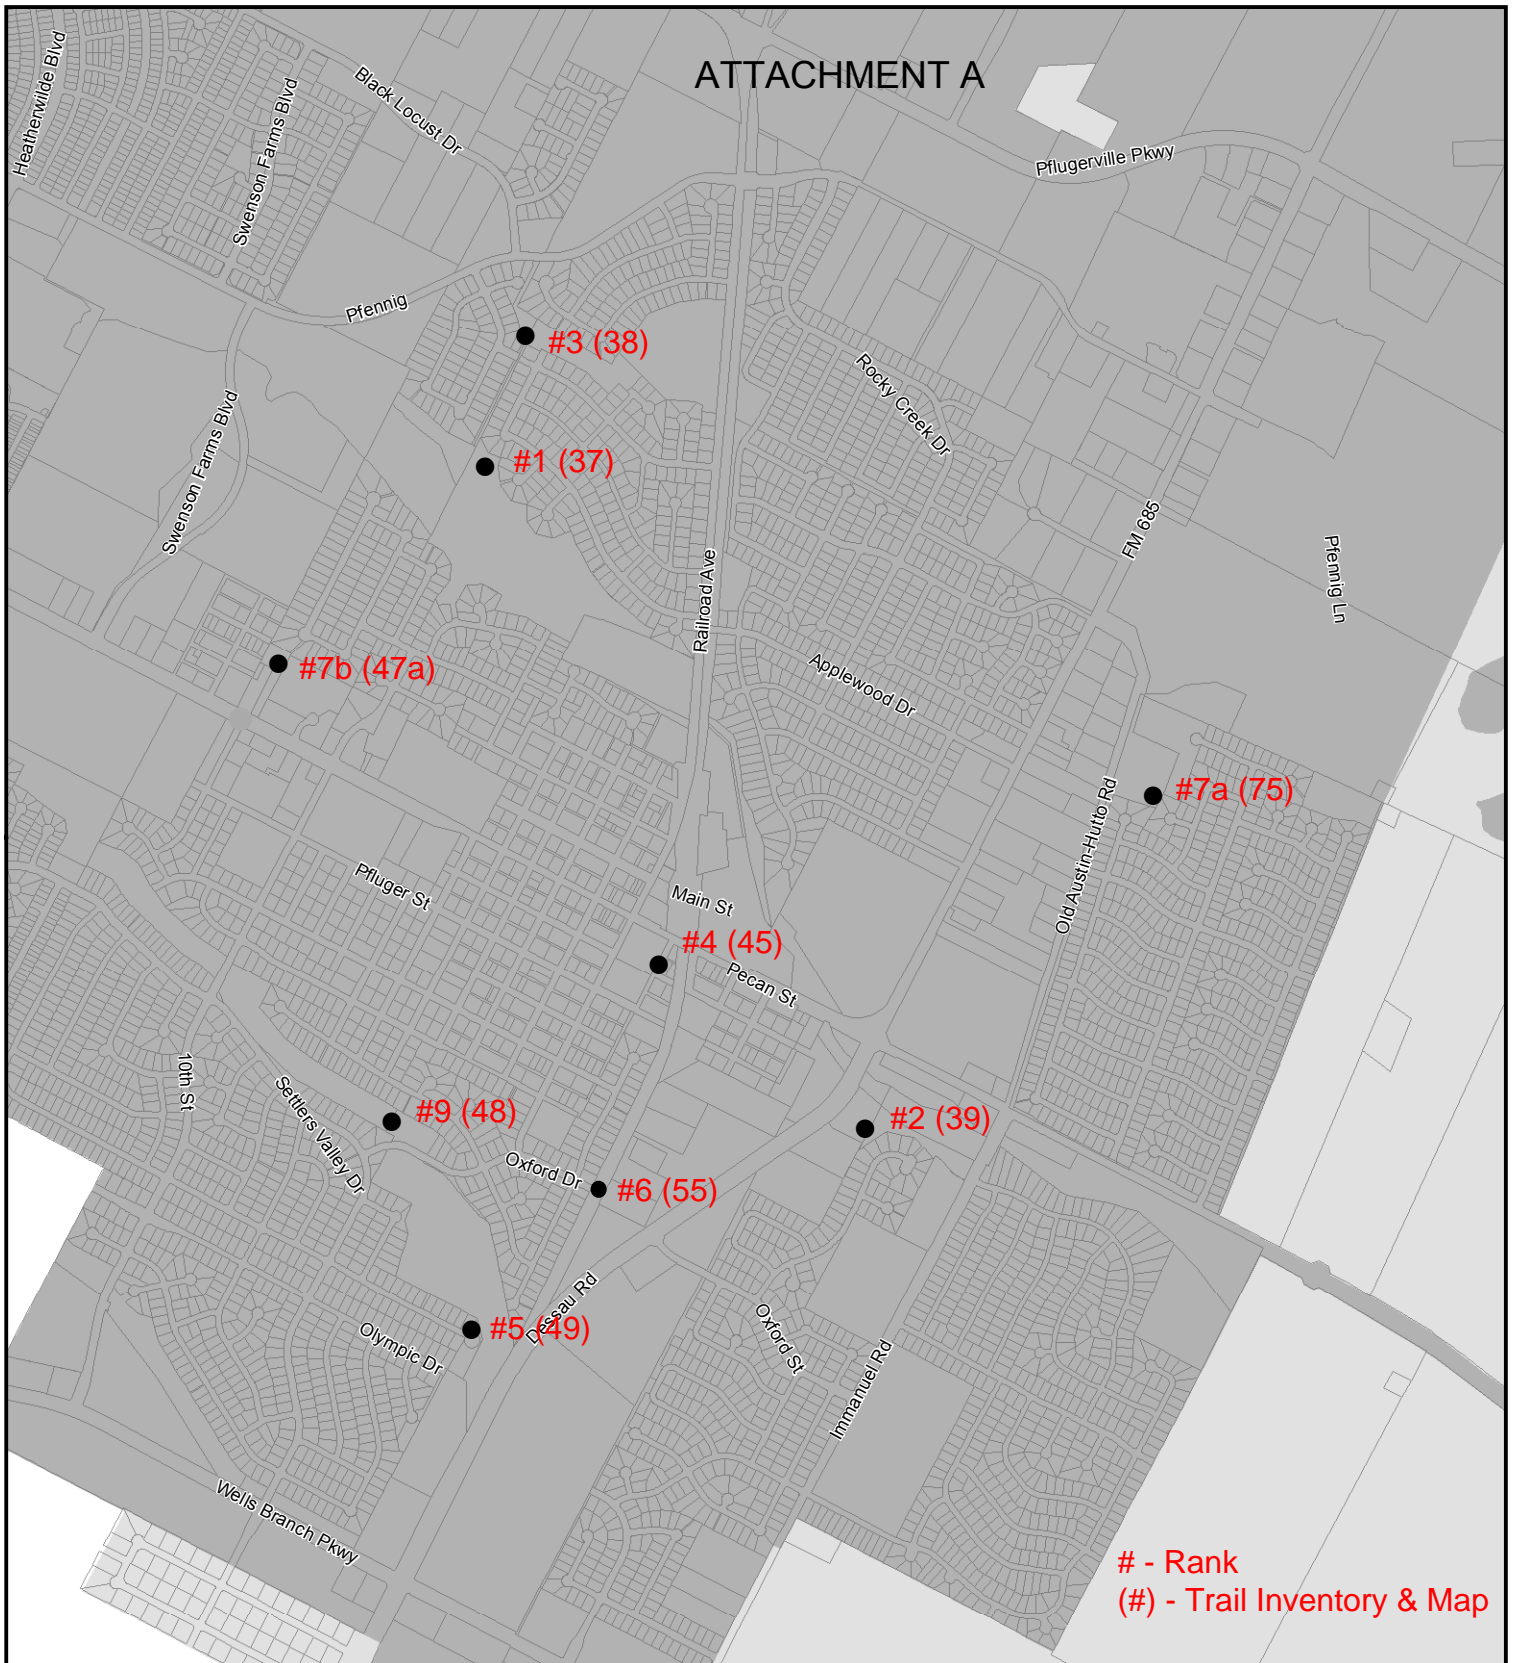 ATTACHMENT A
Heatherwilde Blvd
Swenson Farms Blvd
Black Locust Dr
Pflugerville Pkwy
Pfennig
#3 (38)
Rocky Creek Dr
Swenson Farms Blvd
#1 (37)
FM 685
Pfennig Ln
Railroad Ave
#7b (47a)
Applewood Dr
#7a (75)
Old Austin-Hutto Rd
Pfluger St
Main St
#4 (45)
Pecan St
10th St
Settlers Valley Dr
#9 (48)
#2 (39)
Oxford Dr
#6 (55)
Dessau Rd
#5 (49)
Olympic Dr
Oxford St
Immanuel Rd
Wells Branch Pkwy
# - Rank
(#) - Trail Inventory & Map